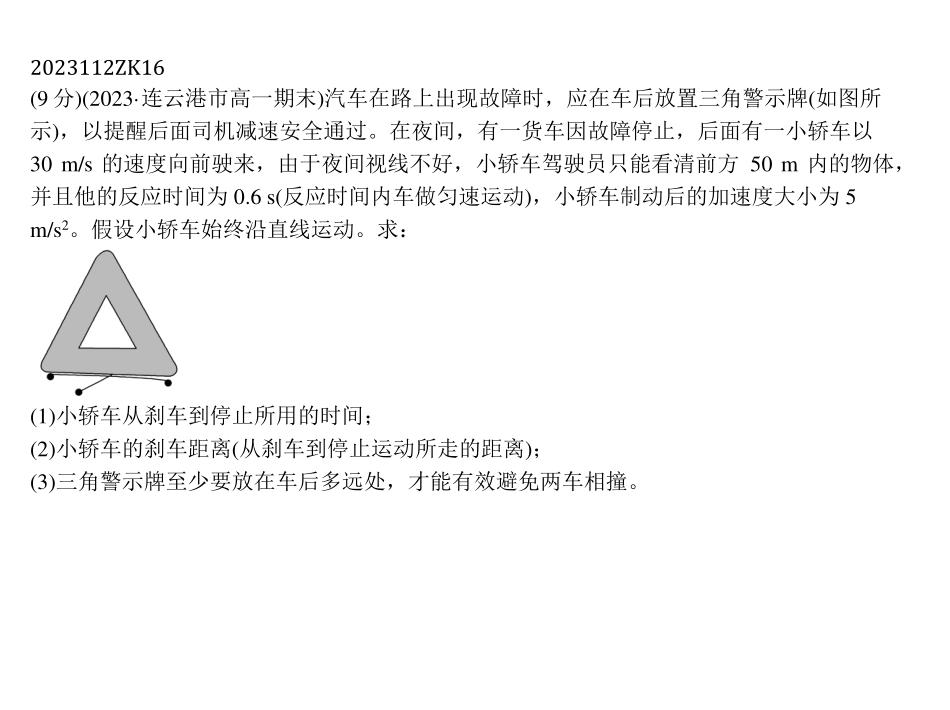 2023112ZK16
(9 分)(2023·连云港市高一期末)汽车在路上出现故障时，应在车后放置三角警示牌(如图所
示)，以提醒后面司机减速安全通过。在夜间，有一货车因故障停止，后面有一小轿车以
30 m/s 的速度向前驶来，由于夜间视线不好，小轿车驾驶员只能看清前方 50 m 内的物体，
并且他的反应时间为 0.6 s(反应时间内车做匀速运动)，小轿车制动后的加速度大小为 5
m/s²。假设小轿车始终沿直线运动。求：
(1)小轿车从刹车到停止所用的时间；
(2)小轿车的刹车距离(从刹车到停止运动所走的距离)；
(3)三角警示牌至少要放在车后多远处，才能有效避免两车相撞。